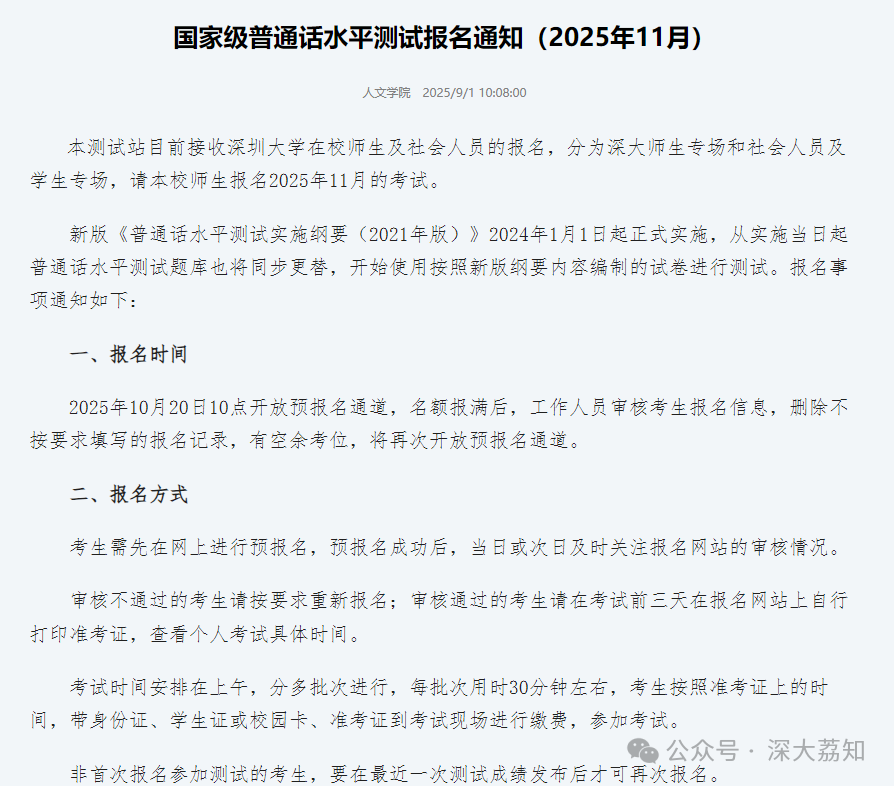 国家级普通话水平测试报名通知（2025年11月）
人文学院 2025/9/1 10:08:00
本测试站目前接收深圳大学在校师生及社会人员的报名，分为深大师生专场和社会人员及
学生专场，请本校师生报名2025年11月的考试。
新版《普通话水平测试实施纲要（2021年版）》2024年1月1日起正式实施，从实施当日起
普通话水平测试题库也将同步更替，开始使用按照新版纲要内容编制的试卷进行测试。报名事
项通知如下：
一、报名时间
2025年10月20日10点开放预报名通道，名额报满后，工作人员审核考生报名信息，删除不
按要求填写的报名记录，有空余考位，将再次开放预报名通道。
二、报名方式
考生需先在网上进行预报名，预报名成功后，当日或次日及时关注报名网站的审核情况。
审核不通过的考生请按要求重新报名；审核通过的考生请在考试前三天在报名网站上自行
打印准考证，查看个人考试具体时间。
考试时间安排在上午，分多批次进行，每批次用时30分钟左右，考生按照准考证上的时
间，带身份证、学生证或校园卡、准考证到考试现场进行缴费，参加考试。
公众号 · 深大荔知
非首次报名参加测试的考生，要在最近一次测试成绩发布后才可再次报名。